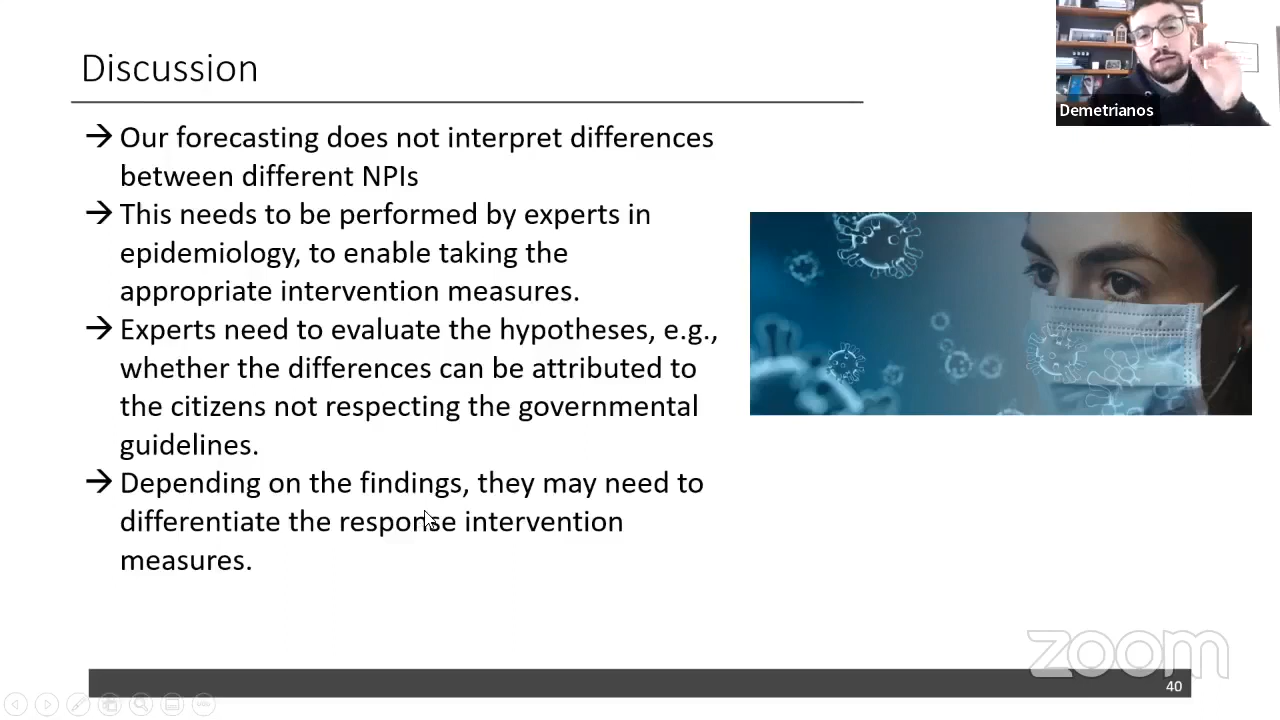 Discussion
→ Our forecasting does not interpret differences
between different NPIs
→ This needs to be performed by experts in
epidemiology, to enable taking the
appropriate intervention measures.
→ Experts need to evaluate the hypotheses, e.g.,
whether the differences can be attributed to
the citizens not respecting the governmental
guidelines.
→ Depending on the findings, they may need to
differentiate the response intervention
measures.
Demetrianos
zoom
40